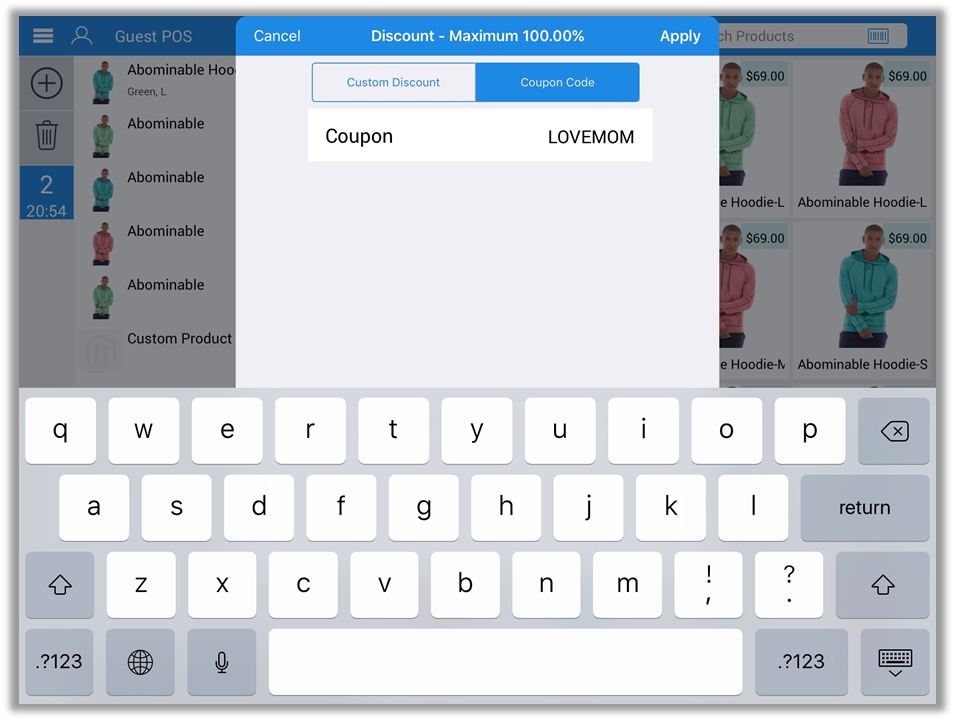 Guest POS
Cancel
Discount - Maximum 100.00%
Apply
ch Products
Custom Discount
Coupon Code
Coupon
LOVEMOM
2
20:54
Abominable Hoo
Green, L
Abominable
Abominable
Abominable
Abominable
Custom Product
$69.00
$69.00
e Hoodie-L
Abominable Hoodie-L
$69.00
$69.00
e Hoodie-M
Abominable Hoodie-S
q w e r t y u i o p
a s d f g h j k l return
z x c v b n m ! , ? .
.?123 .?123